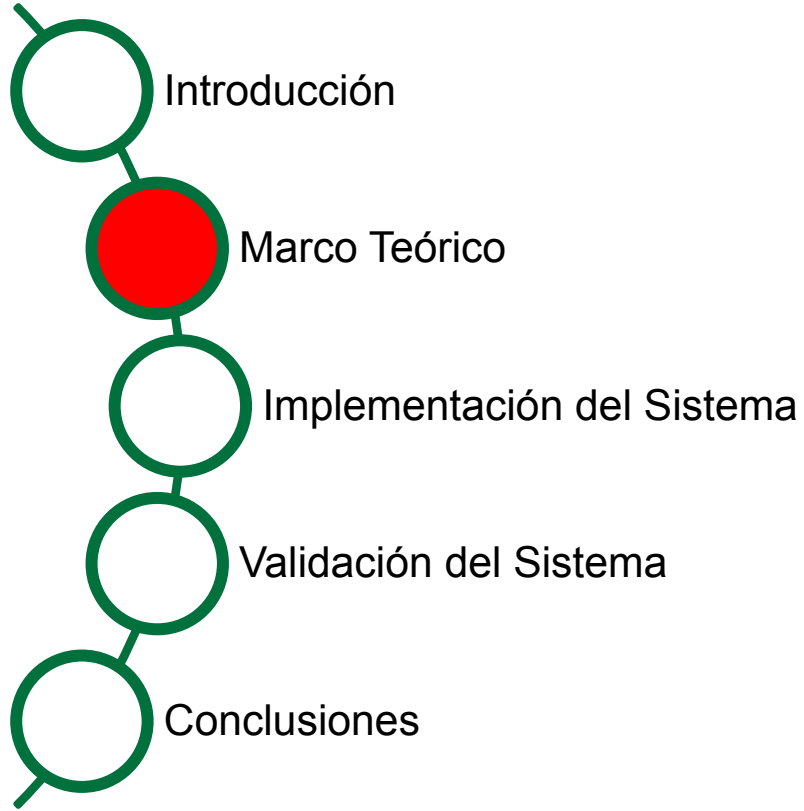 Introducción
Marco Teórico
Implementación del Sistema
Validación del Sistema
Conclusiones